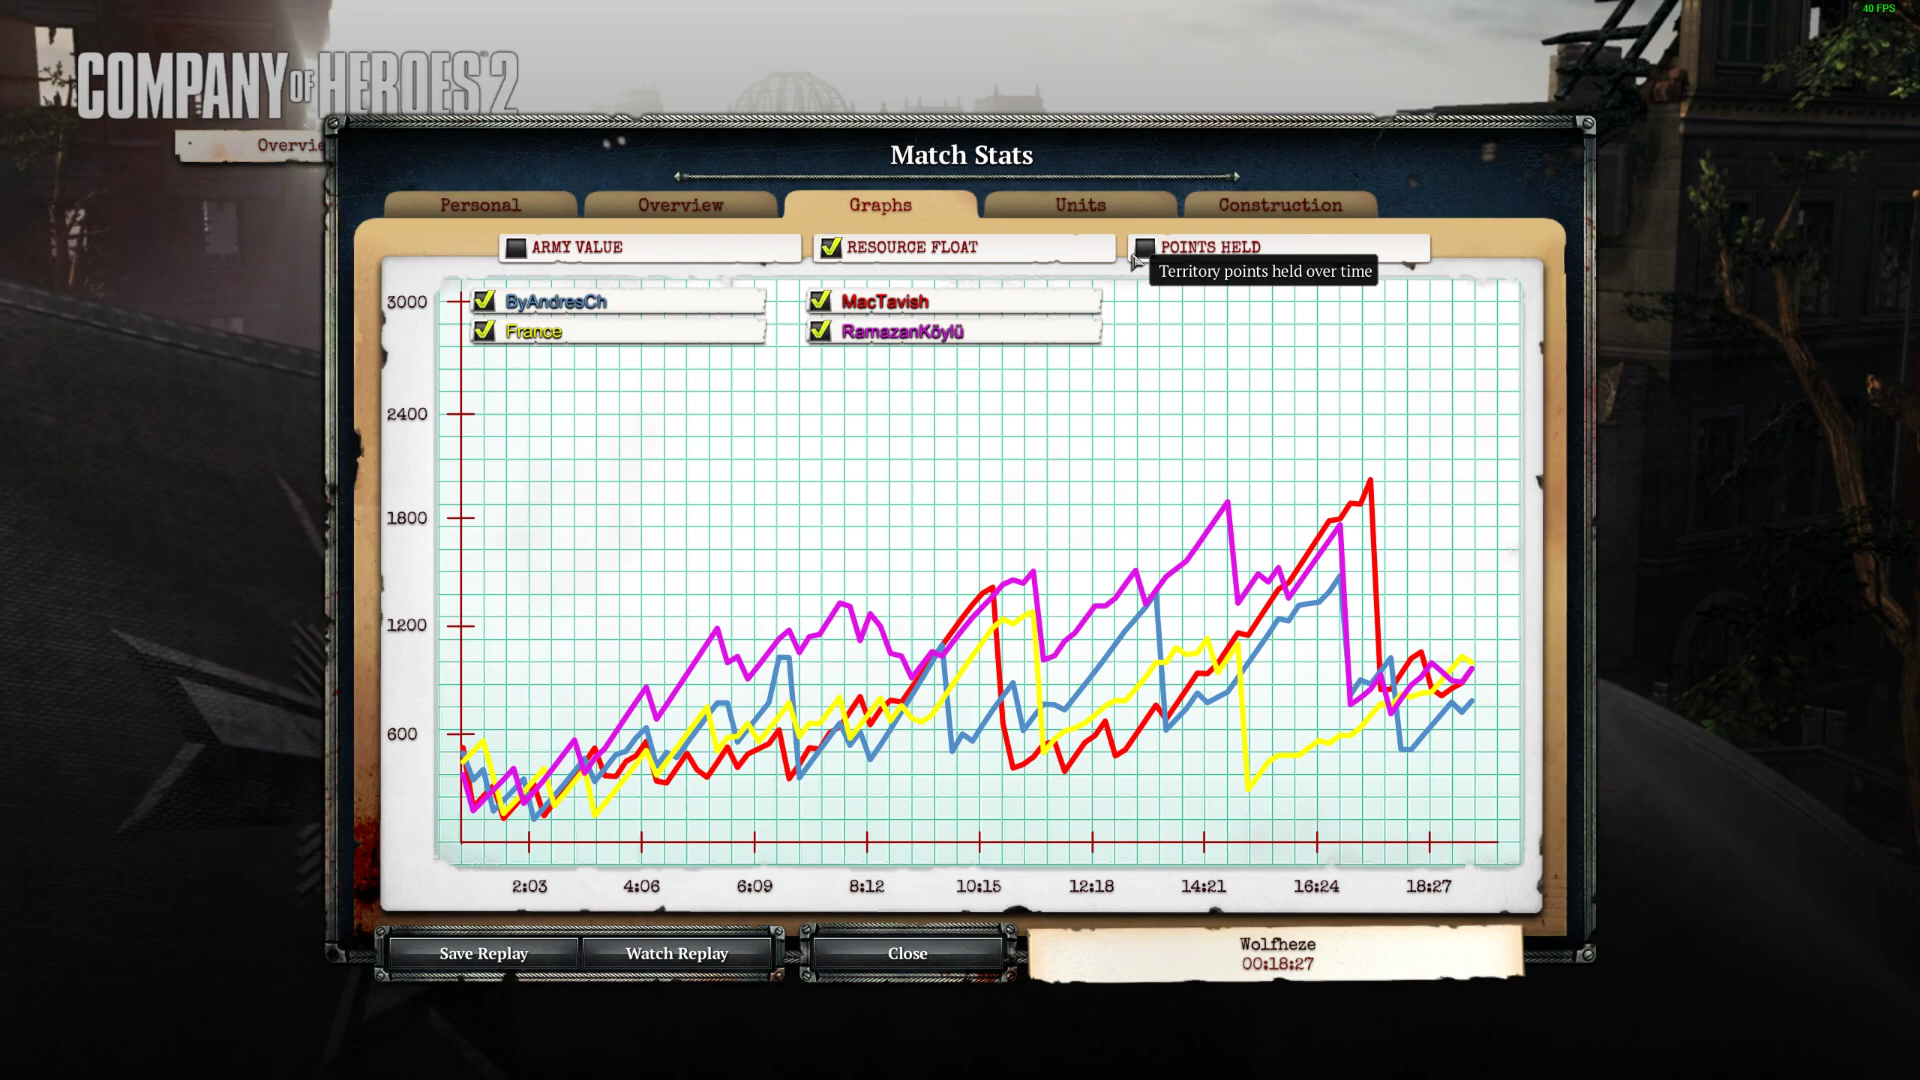 40 FPS
COMPANY OF HEROES 2
Overvie
Match Stats
Personal Overview Graphs Units Construction
ARMY VALUE RESOURCE FLOAT POINTS HELD
Territory points held over time
ByAndresCh MacTavish
France RamazanKöylü
3000
2400
1800
1200
600
2:03 4:06 6:09 8:12 10:15 12:18 14:21 16:24 18:27
Save Replay Watch Replay Close
Wolfheze
00:18:27